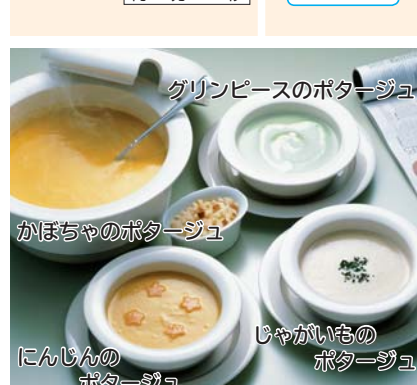 グリンピースのポタージュ
かぼちゃのポタージュ
じゃがいもの
ポタージュ
にんじんの
ポタージュ